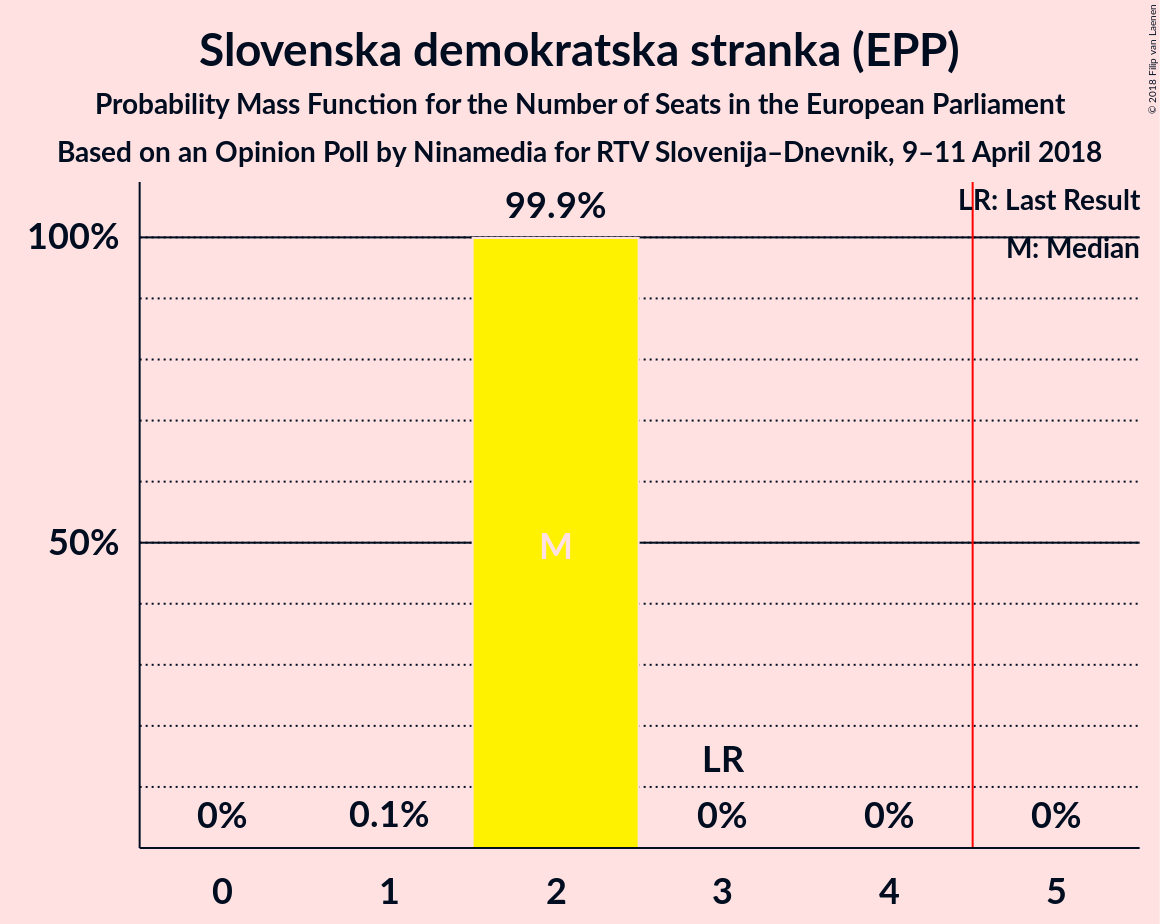 Slovenska demokratska stranka (EPP)
Probability Mass Function for the Number of Seats in the European Parliament
Based on an Opinion Poll by Ninamedia for RTV Slovenija–Dnevnik, 9–11 April 2018
© 2018 Filip van Laenen
LR: Last Result
M: Median
99.9%
100%
50%
M
LR
0%
0.1%
0%
0%
0%
0
1
2
3
4
5